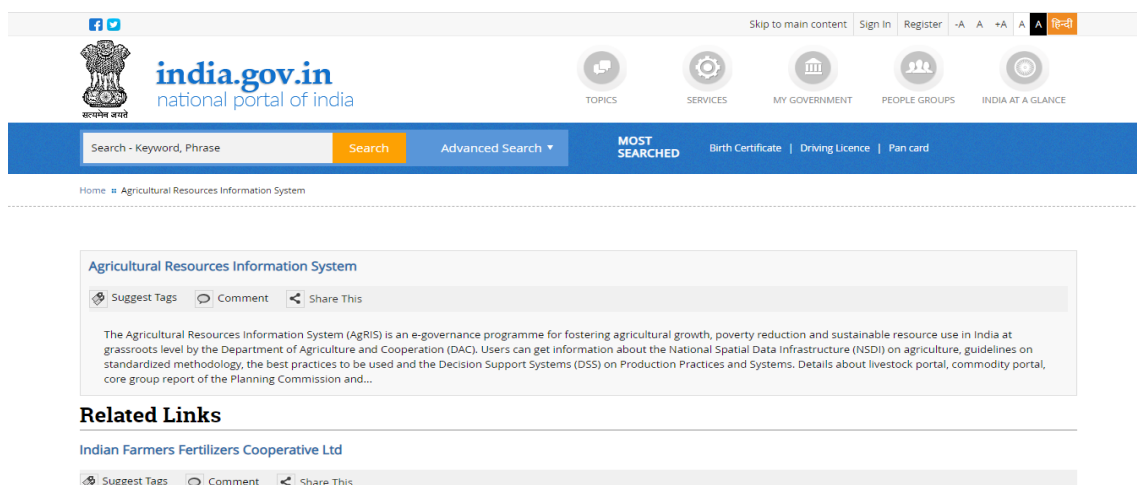 Skip to main content Sign In Register -A A +A A A हिन्दी
india.gov.in
national portal of india
सत्यमेव जयते
TOPICS SERVICES MY GOVERNMENT PEOPLE GROUPS INDIA AT A GLANCE
Search - Keyword, Phrase Search Advanced Search ▼ MOST SEARCHED Birth Certificate | Driving Licence | Pan card
Home Agricultural Resources Information System
Agricultural Resources Information System
Suggest Tags Comment Share This
The Agricultural Resources Information System (AgRIS) is an e-governance programme for fostering agricultural growth, poverty reduction and sustainable resource use in India at
grassroots level by the Department of Agriculture and Cooperation (DAC). Users can get information about the National Spatial Data Infrastructure (NSDI) on agriculture, guidelines on
standardized methodology, the best practices to be used and the Decision Support Systems (DSS) on Production Practices and Systems. Details about livestock portal, commodity portal,
core group report of the Planning Commission and...
Related Links
Indian Farmers Fertilizers Cooperative Ltd
Suggest Tags Comment Share This